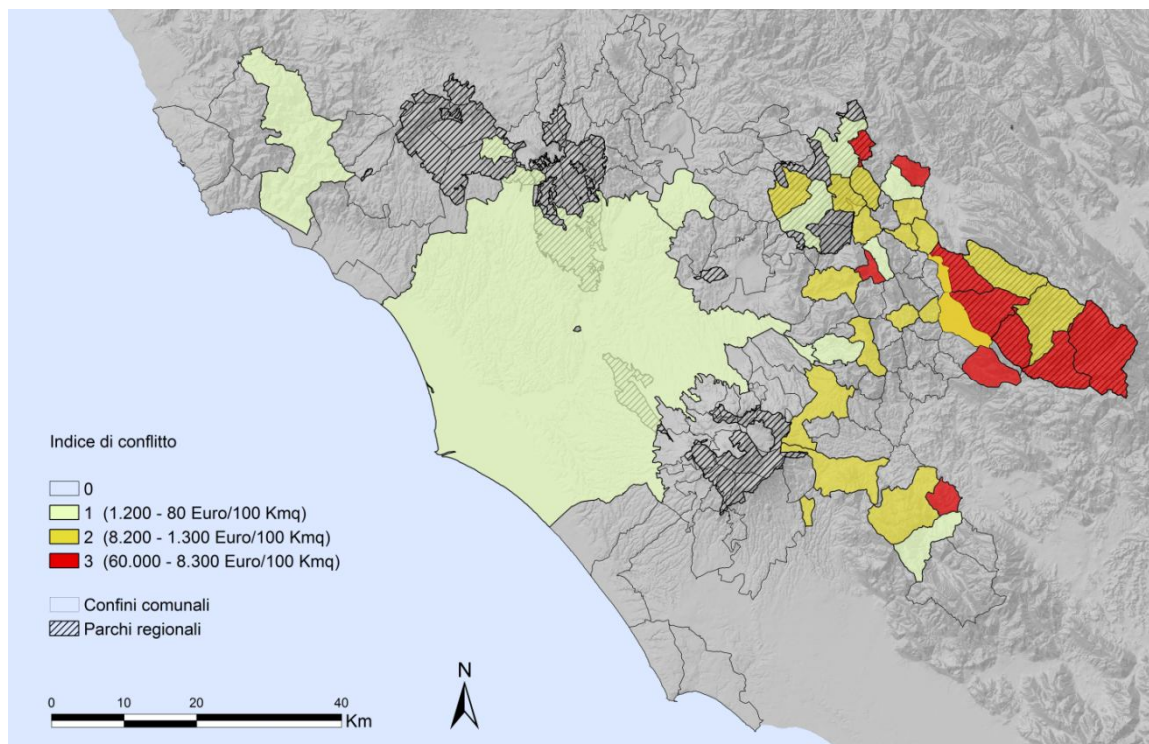 Indice di conflitto
0
1 (1.200 - 80 Euro/100 Kmq)
2 (8.200 - 1.300 Euro/100 Kmq)
3 (60.000 - 8.300 Euro/100 Kmq)
Confini comunali
Parchi regionali
N
0 10 20 40
Km